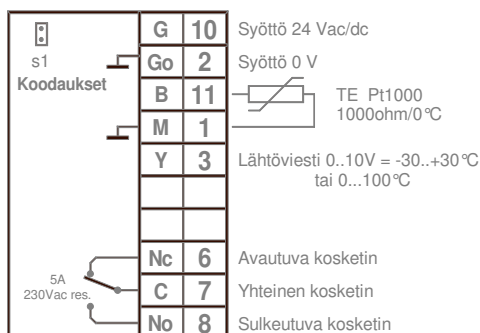 G 10 Syöttö 24 Vac/dc
s1 Go 2 Syöttö 0 V
Koodaukset
B 11 TE Pt1000
1000ohm/0°C
M 1
Y 3 Lähtöviesti 0..10V = -30..+30°C
tai 0...100°C
Nc 6 Avautuva kosketin
5A
230Vac res.
C 7 Yhteinen kosketin
No 8 Sulkeutuva kosketin